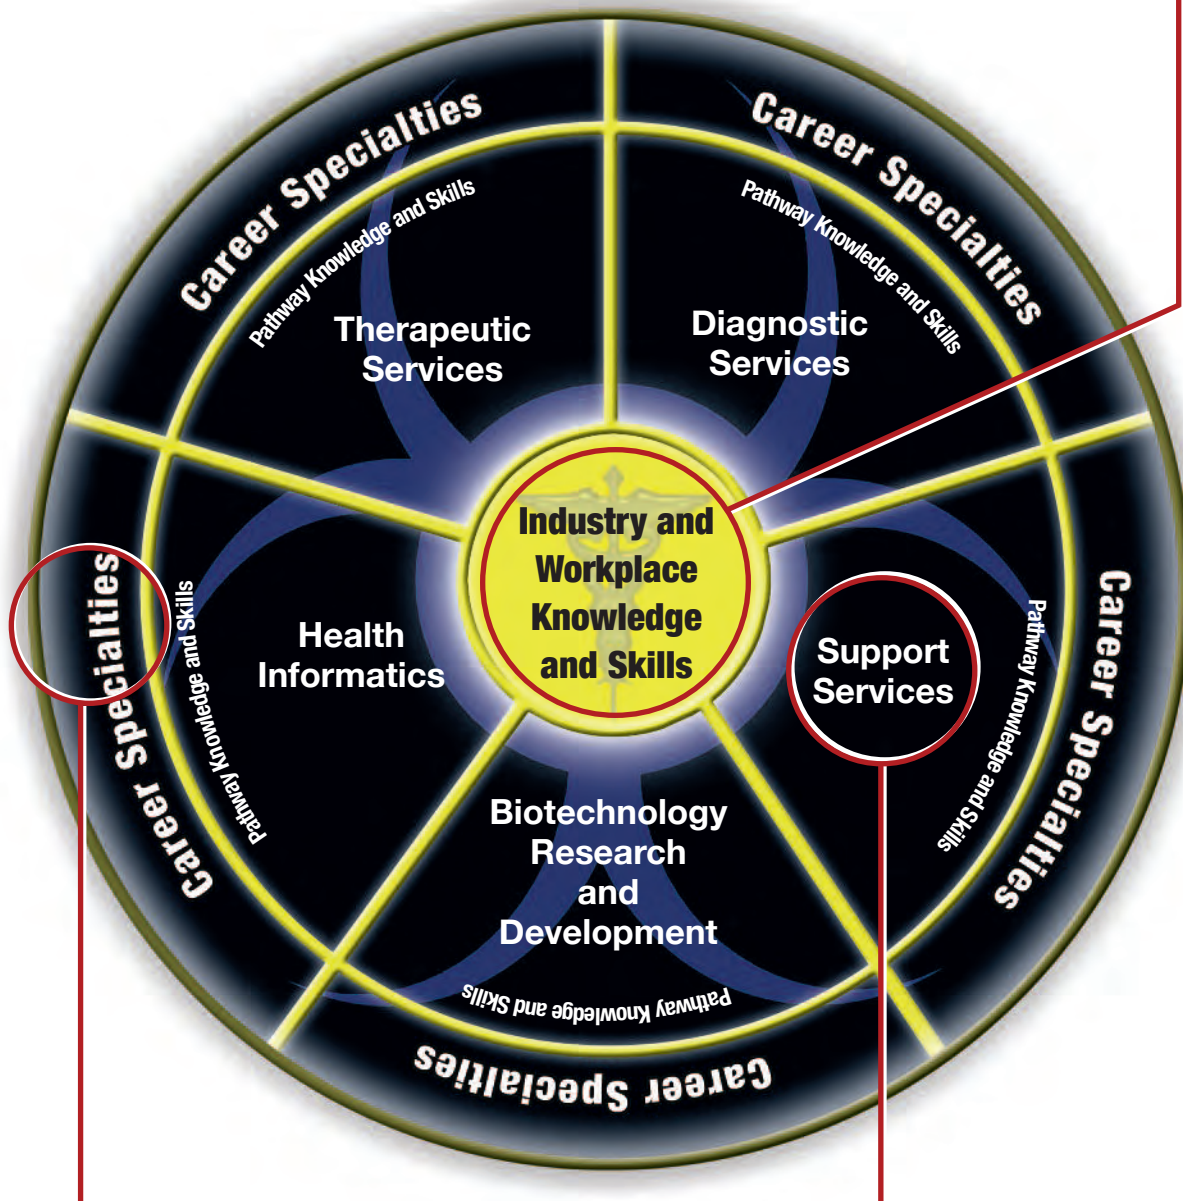 Career Specialties
Career Specialties
Pathway Knowledge and Skills
Pathway Knowledge and Skills
Therapeutic
Services
Diagnostic
Services
Industry and
Workplace
Knowledge
and Skills
Career Specialties
Pathway Knowledge and Skills
Health
Informatics
Support
Services
Pathway Knowledge and Skills
Career Specialties
Biotechnology
Research
and
Development
Pathway Knowledge and Skills
Career Specialties